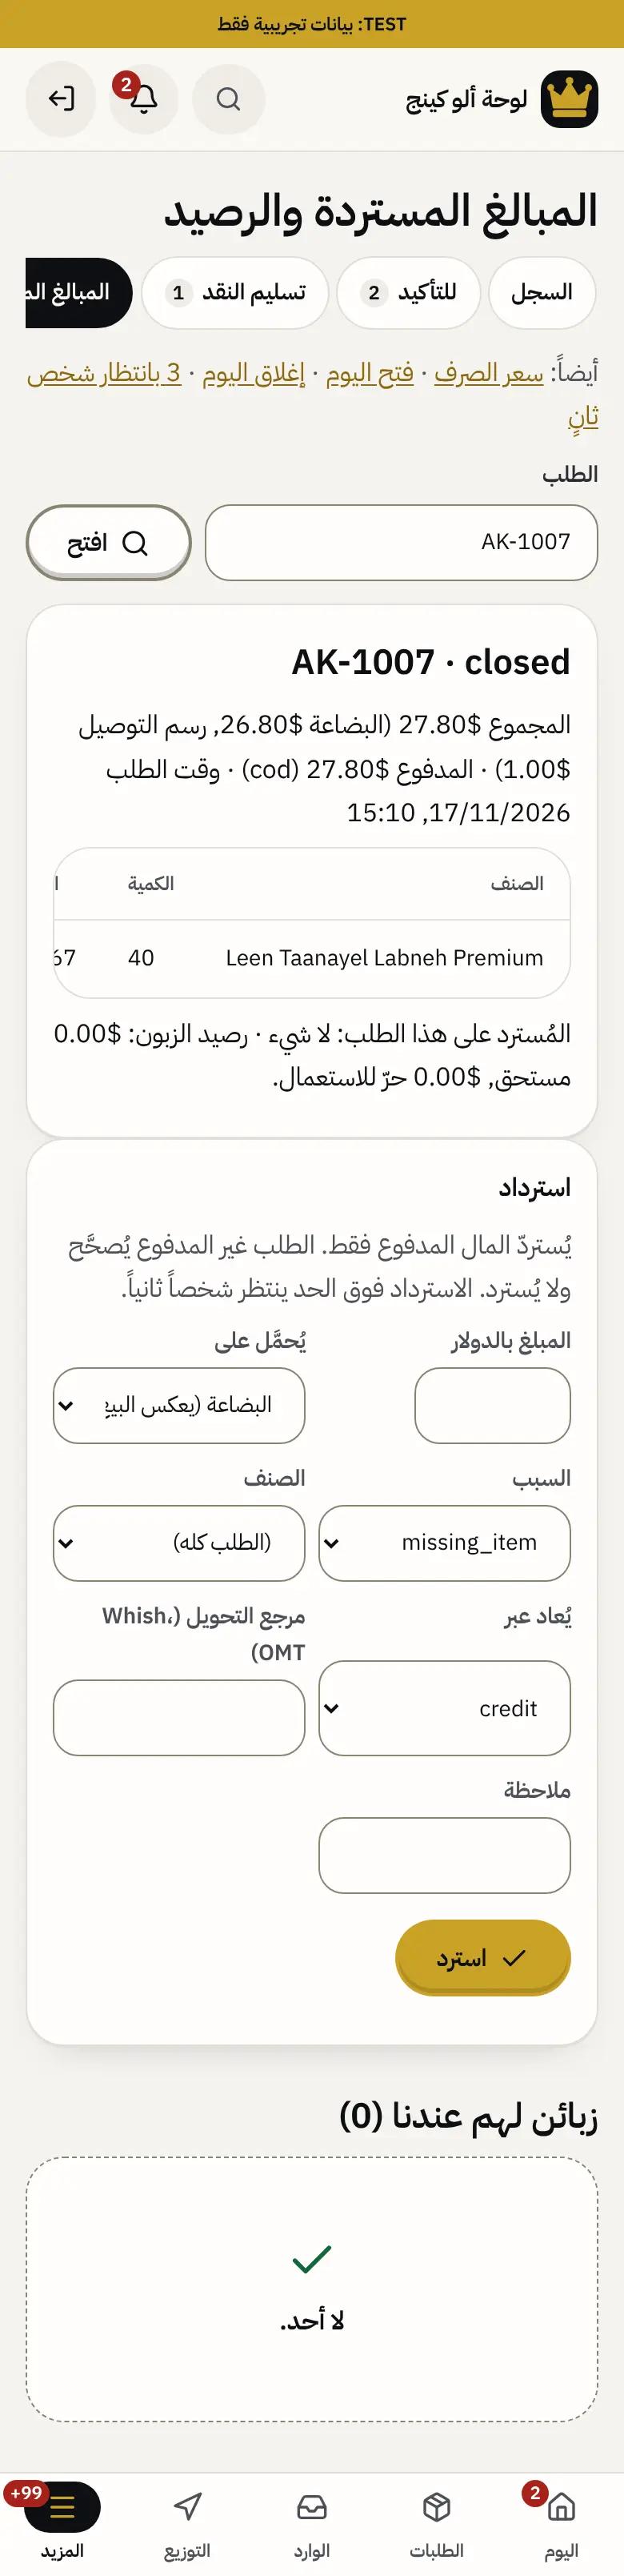 TEST: بيانات تجريبية فقط
لوحة ألو كينج
2
المبالغ المستردة والرصيد
السجل
للتأكيد 2
تسليم النقد 1
المبالغ
أيضاً: سعر الصرف · فتح اليوم · إغلاق اليوم · 3 بانتظار شخص
ثانٍ
الطلب
AK-1007
افتح
AK-1007 · closed
المجموع $27.80 (البضاعة $26.80, رسم التوصيل
$1.00) · المدفوع $27.80 (cod) · وقت الطلب
17/11/2026, 15:10
الصنف الكمية
Leen Taanayel Labneh Premium 40
المُسترد على هذا الطلب: لا شيء · رصيد الزبون: $0.00
مستحق, $0.00 حرّ للاستعمال.
استرداد
يُستردّ المال المدفوع فقط. الطلب غير المدفوع يُصحَّح
ولا يُسترد. الاسترداد فوق الحد ينتظر شخصاً ثانياً.
المبلغ بالدولار
يُحمَّل على
البضاعة (يعكس البيع
السبب
الصنف
missing_item
(الطلب كله)
يُعاد عبر
مرجع التحويل (Whish،
OMT)
credit
ملاحظة
استرد
زبائن لهم عندنا (0)
لا أحد.
2
+99
اليوم
الطلبات
الوارد
التوزيع
المزيد